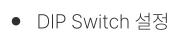 ● DIP Switch 설정